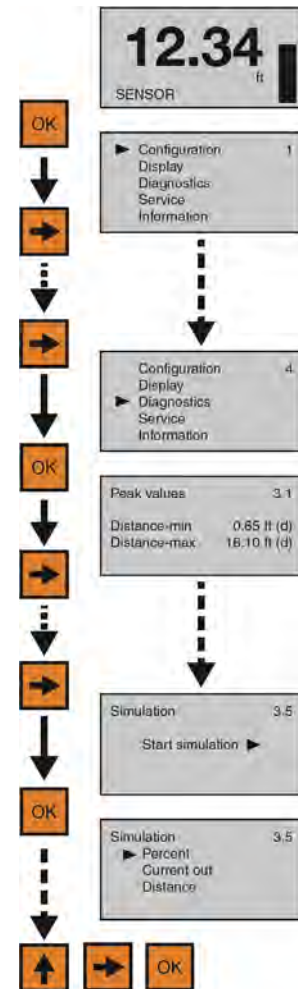 12.34
ft
SENSOR
OK
Configuration 1
Display
Diagnostics
Service
Information
Configuration 4
Display
Diagnostics
Service
Information
OK
Peak values 3.1
Distance-min 0.65 ft (d)
Distance-max 16.10 ft (d)
Simulation 3.5
Start simulation
OK
Simulation 3.5
Percent
Current out
Distance
OK